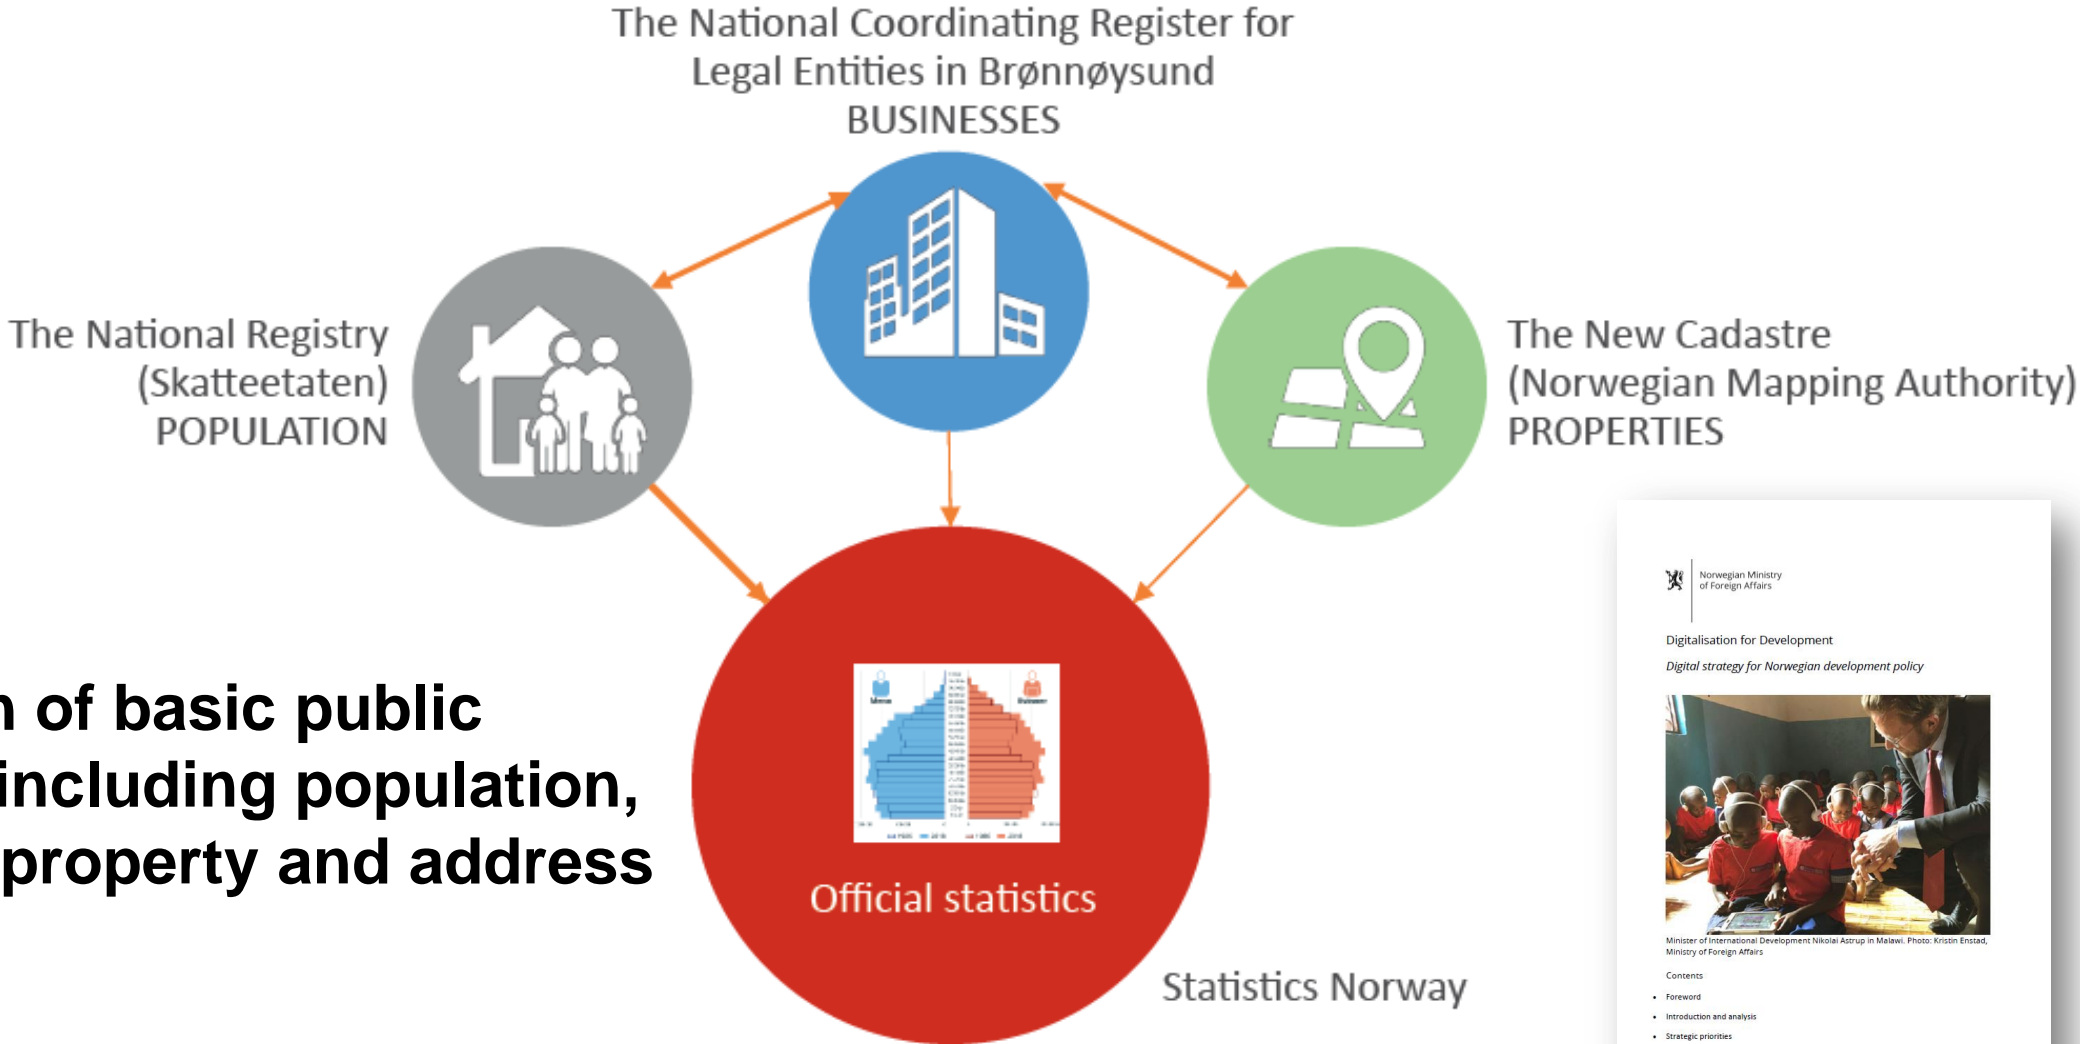 The National Coordinating Register for
Legal Entities in Brønnøysund
BUSINESSES
The National Registry
(Skatteetaten)
POPULATION
The New Cadastre
(Norwegian Mapping Authority)
PROPERTIES
n of basic public
including population,
property and address
Official statistics
Statistics Norway
Norwegian Ministry
of Foreign Affairs
Digitalisation for Development
Digital strategy for Norwegian development policy
Minister of International Development Nikolai Astrup in Malawi. Photo: Kristin Enstad,
Ministry of Foreign Affairs
Contents
• Foreword
• Introduction and analysis
• Strategic priorities